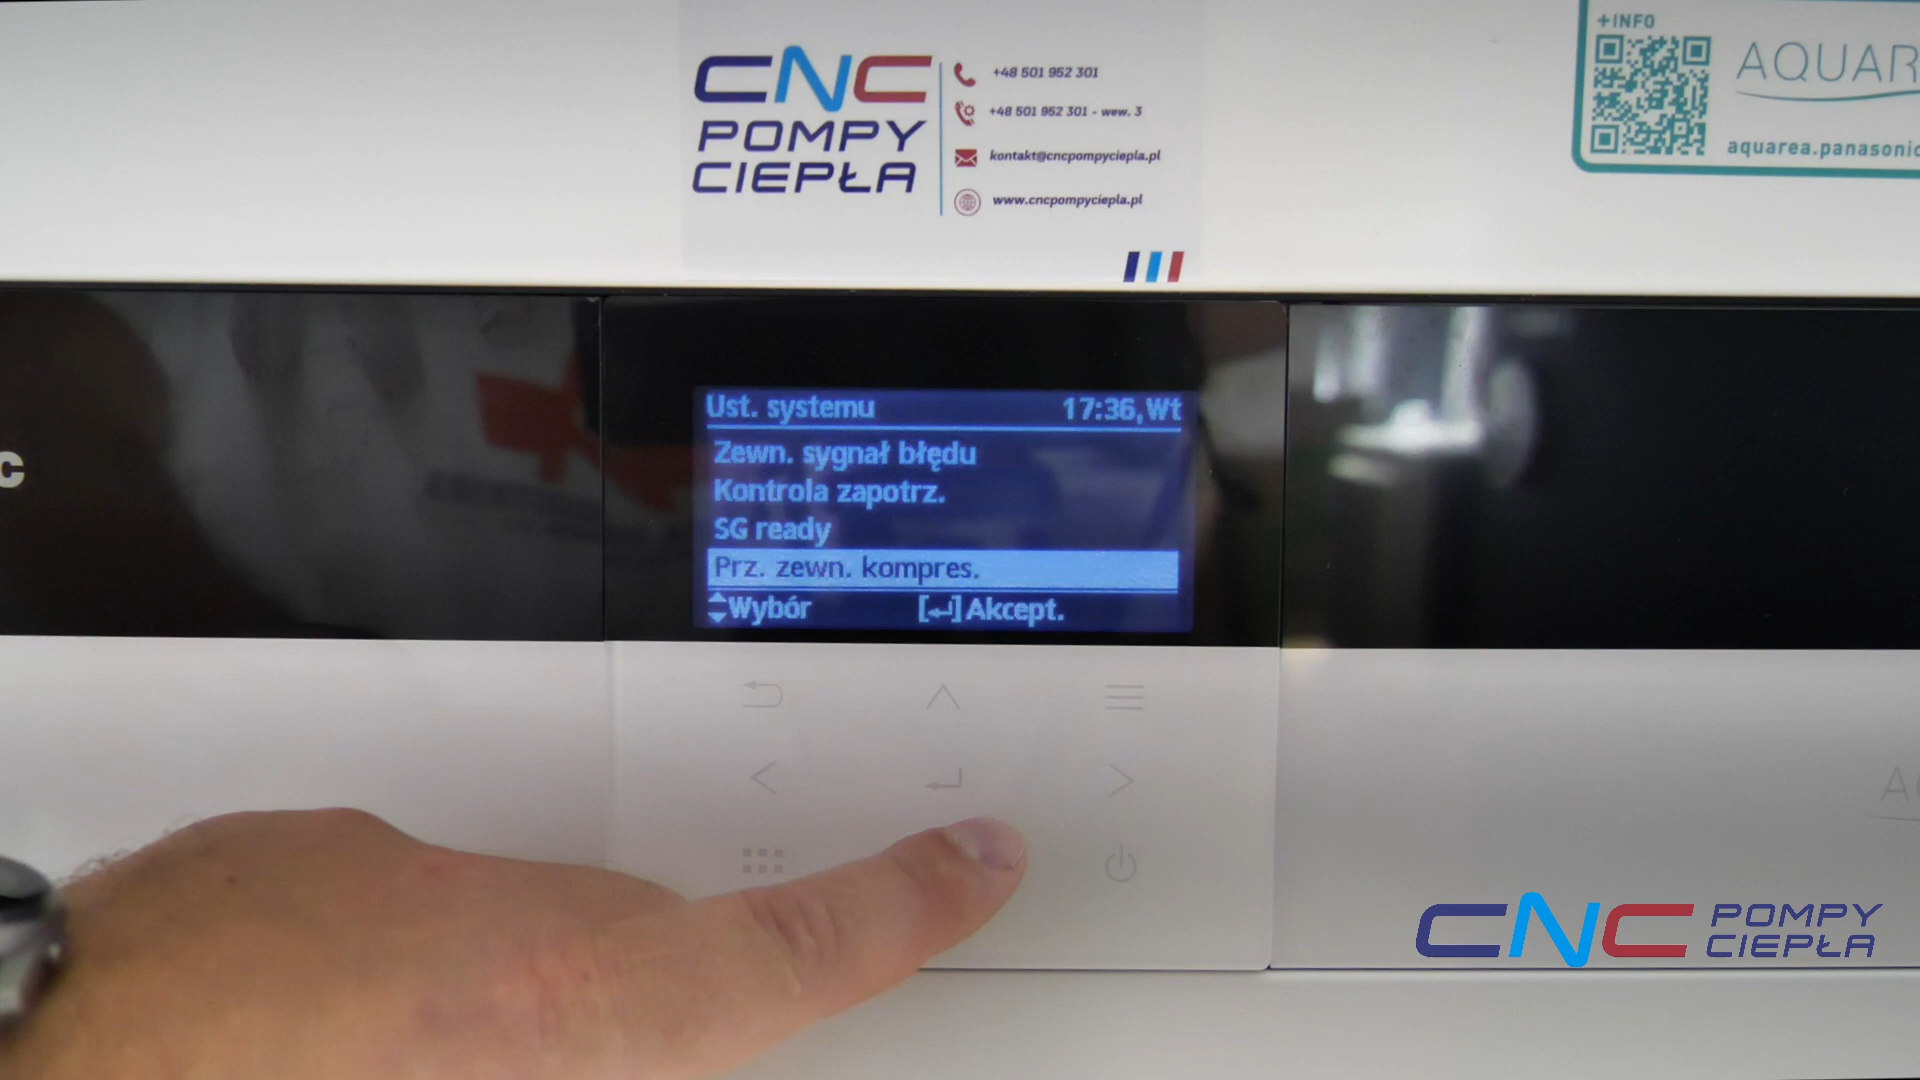 CNC
POMPY
CIEPŁA
+48 501 952 301
+48 501 952 301 - wew. 3
kontakt@cncpompyciepla.pl
www.cncpompyciepla.pl
+INFO
AQUAR
aquarea.panasonic
c
Ust. systemu 17:36,Wt
Zewn. sygnał błędu
Kontrola zapotrz.
SG ready
Prz. zewn. kompres.
Wybór [↵] Akcept.
A
CNC POMPY
CIEPŁA